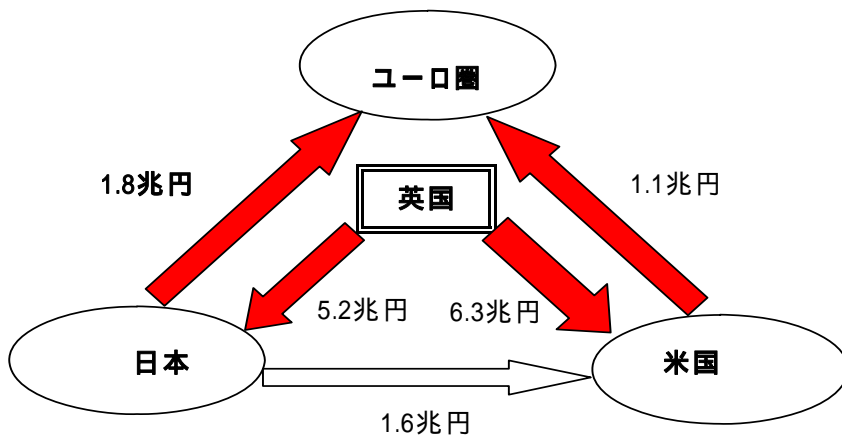 ユーロ圏
1.8兆円
英国
1.1兆円
5.2兆円
6.3兆円
日本
米国
1.6兆円